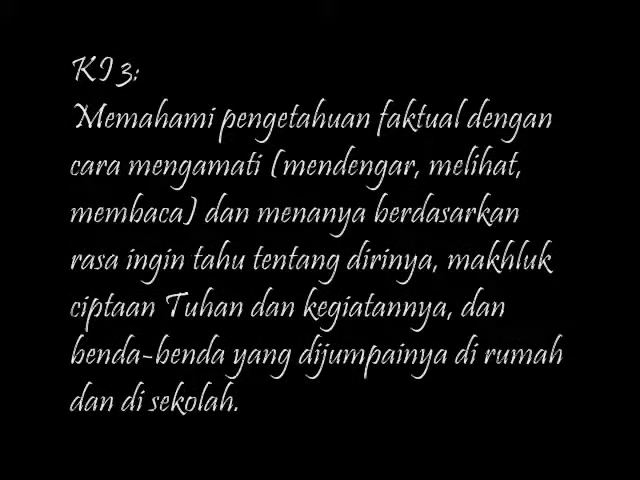 KI 3:
Memahami pengetahuan faktual dengan
cara mengamati [mendengar, melihat,
membaca] dan menanya berdasarkan
rasa ingin tahu tentang dirinya, makhluk
ciptaan Tuhan dan kegiatannya, dan
benda-benda yang dijumpainya di rumah
dan di sekolah.